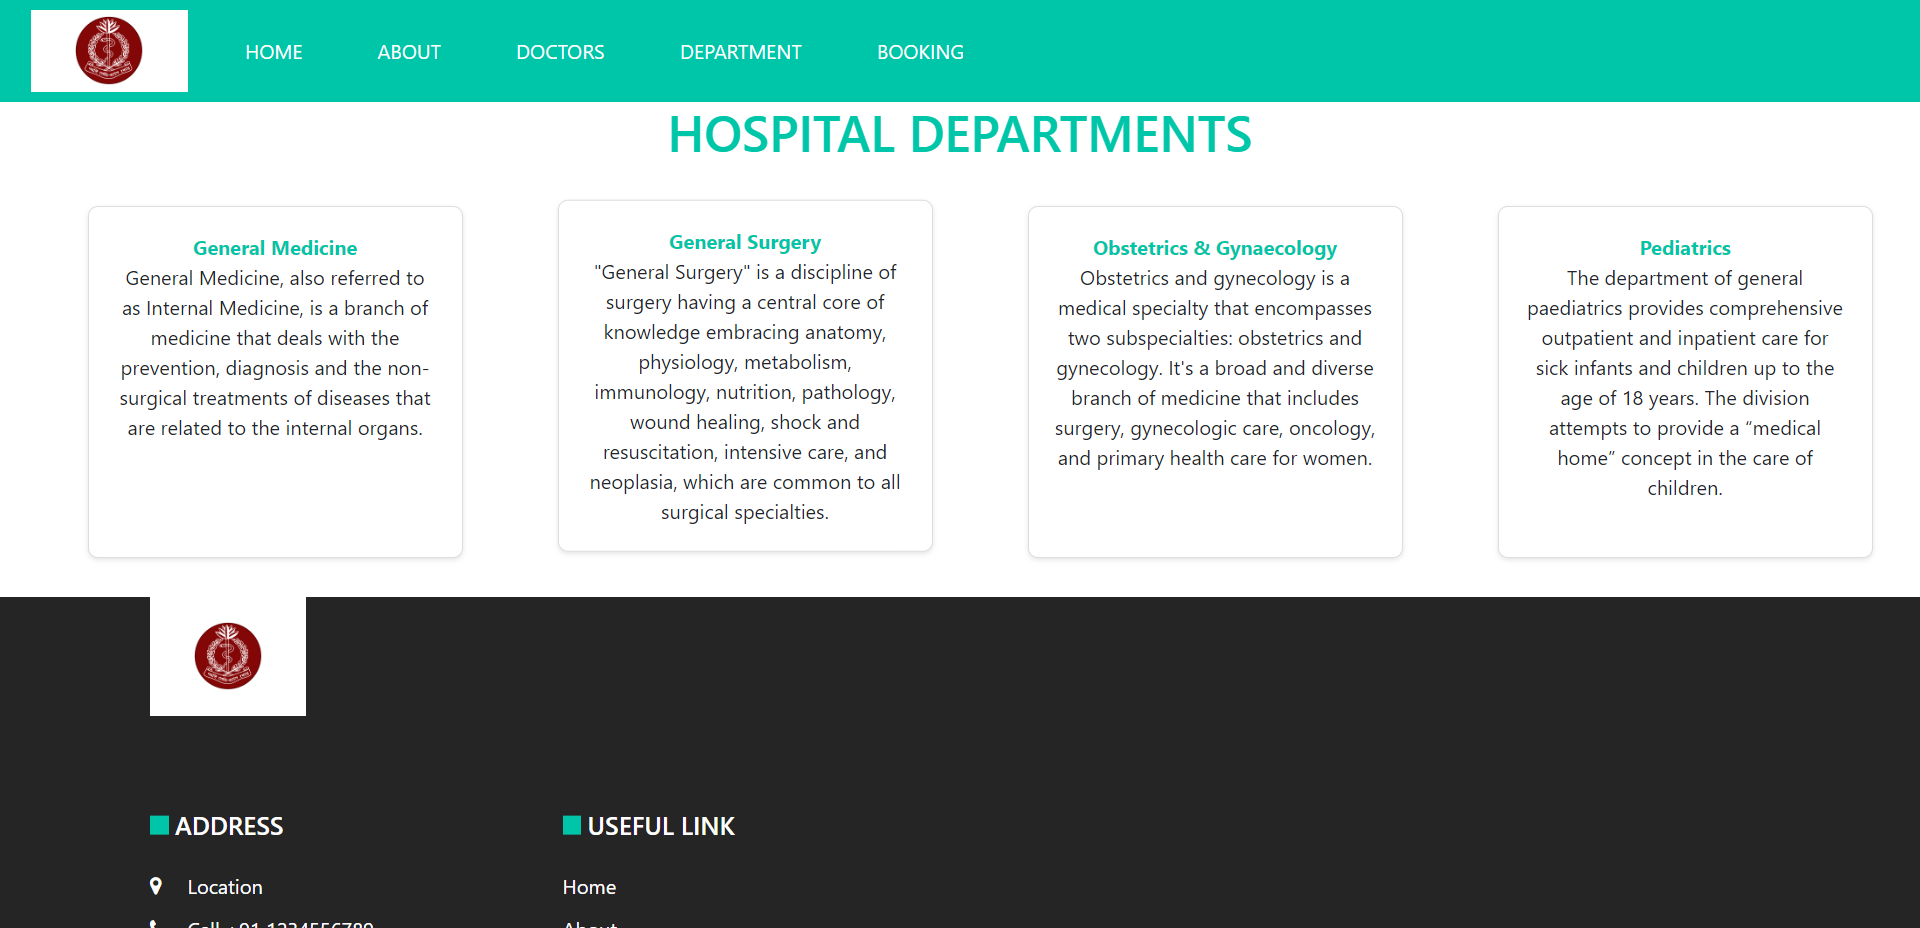 HOME ABOUT DOCTORS DEPARTMENT BOOKING
HOSPITAL DEPARTMENTS
General Medicine
General Medicine, also referred to
as Internal Medicine, is a branch of
medicine that deals with the
prevention, diagnosis and the non-
surgical treatments of diseases that
are related to the internal organs.
General Surgery
"General Surgery" is a discipline of
surgery having a central core of
knowledge embracing anatomy,
physiology, metabolism,
immunology, nutrition, pathology,
wound healing, shock and
resuscitation, intensive care, and
neoplasia, which are common to all
surgical specialties.
Obstetrics & Gynaecology
Obstetrics and gynecology is a
medical specialty that encompasses
two subspecialties: obstetrics and
gynecology. It's a broad and diverse
branch of medicine that includes
surgery, gynecologic care, oncology,
and primary health care for women.
Pediatrics
The department of general
paediatrics provides comprehensive
outpatient and inpatient care for
sick infants and children up to the
age of 18 years. The division
attempts to provide a “medical
home” concept in the care of
children.
ADDRESS
Location
Call +91 1234556789
USEFUL LINK
Home
About